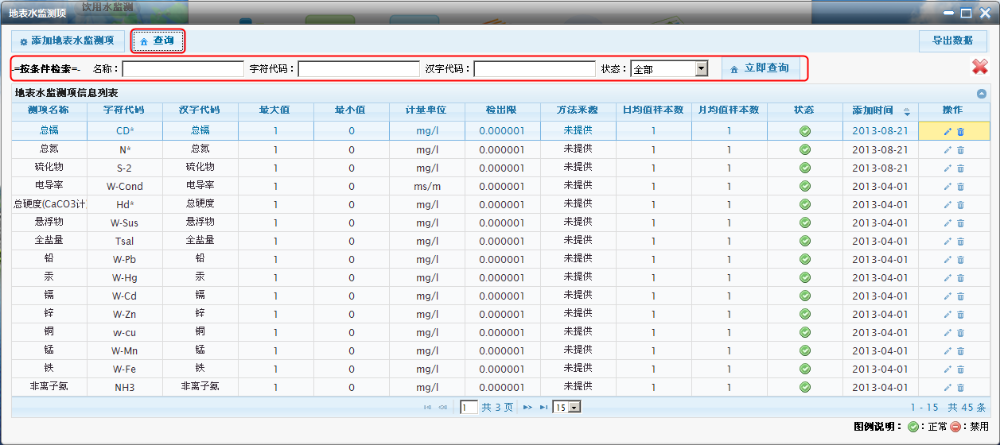 饮用水监测
地表水监测项
添加地表水监测项 查询 导出数据
-=按条件检索=- 名称： 字符代码： 汉字代码： 状态： 全部 立即查询
地表水监测项信息列表
测项名称 字符代码 汉字代码 最大值 最小值 计量单位 检出限 方法来源 日均值样本数 月均值样本数 状态 添加时间 操作
总镉 CD* 总镉 1 0 mg/l 0.000001 未提供 1 1 2013-08-21
总氮 N* 总氮 1 0 mg/l 0.000001 未提供 1 1 2013-08-21
硫化物 S-2 硫化物 1 0 mg/l 0.000001 未提供 1 1 2013-08-21
电导率 W-Cond 电导率 1 0 ms/m 0.000001 未提供 1 1 2013-04-01
总硬度(CaCO3计) Hd* 总硬度 1 0 mg/l 0.000001 未提供 1 1 2013-04-01
悬浮物 W-Sus 悬浮物 1 0 mg/l 0.000001 未提供 1 1 2013-04-01
全盐量 Tsal 全盐量 1 0 mg/l 0.000001 未提供 1 1 2013-04-01
铅 W-Pb 铅 1 0 mg/l 0.000001 未提供 1 1 2013-04-01
汞 W-Hg 汞 1 0 mg/l 0.000001 未提供 1 1 2013-04-01
镉 W-Cd 镉 1 0 mg/l 0.000001 未提供 1 1 2013-04-01
锌 W-Zn 锌 1 0 mg/l 0.000001 未提供 1 1 2013-04-01
铜 w-cu 铜 1 0 mg/l 0.000001 未提供 1 1 2013-04-01
锰 W-Mn 锰 1 0 mg/l 0.000001 未提供 1 1 2013-04-01
铁 W-Fe 铁 1 0 mg/l 0.000001 未提供 1 1 2013-04-01
非离子氨 NH3 非离子氨 1 0 mg/l 0.000001 未提供 1 1 2013-04-01
1 共 3 页 15 1 - 15 共 45 条
图例说明： ：正常 ：禁用